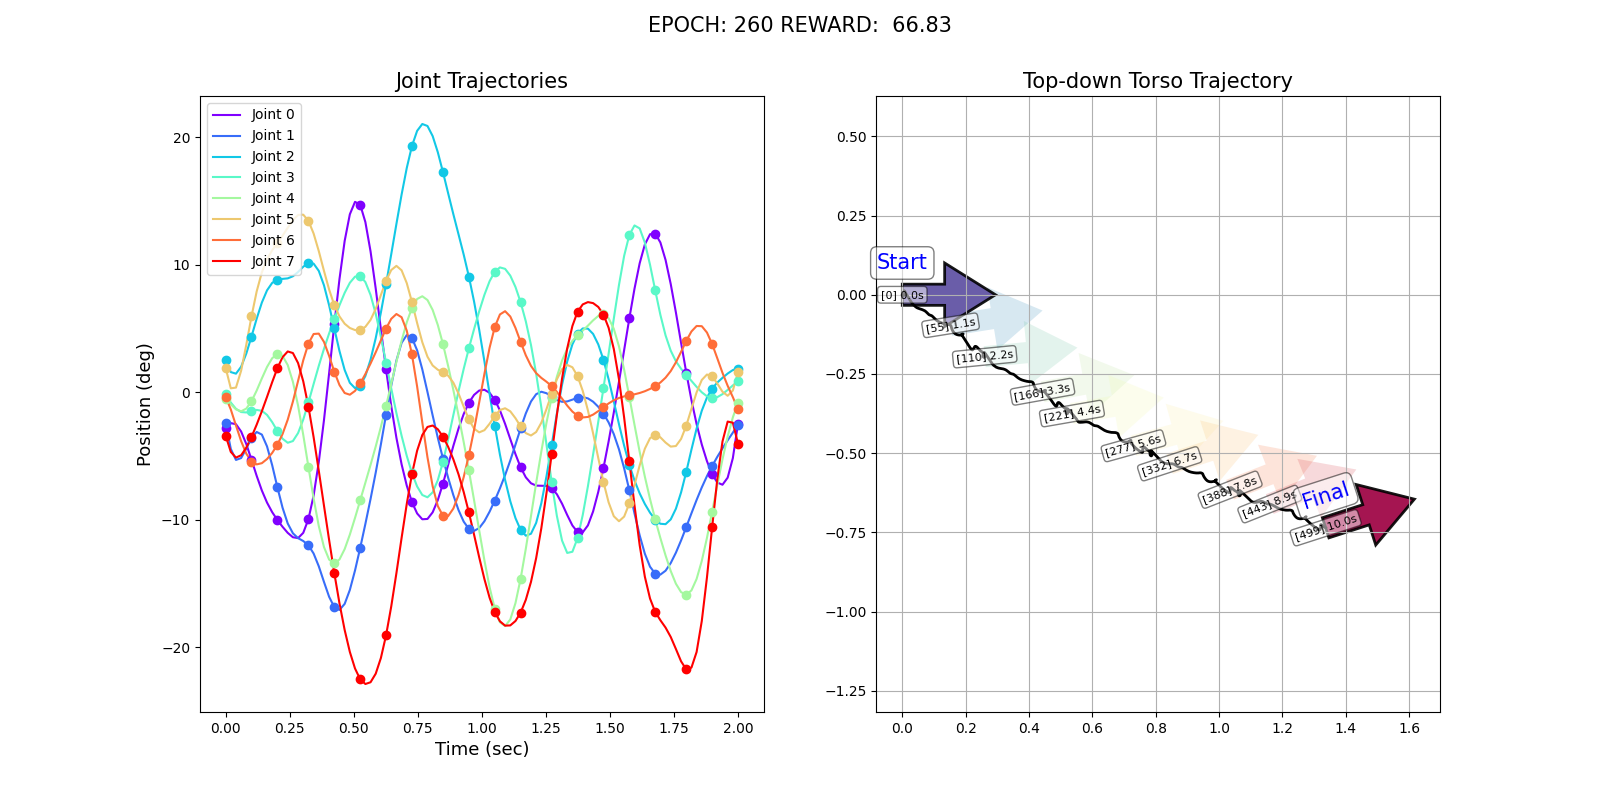 EPOCH: 260 REWARD:  66.83
Joint Trajectories
Joint 0
Joint 1
Joint 2
Joint 3
Joint 4
Joint 5
Joint 6
Joint 7
Position (deg)
20
10
0
−10
−20
0.00 0.25 0.50 0.75 1.00 1.25 1.50 1.75 2.00
Time (sec)
Top-down Torso Trajectory
0.50
0.25
0.00
−0.25
−0.50
−0.75
−1.00
−1.25
0.0 0.2 0.4 0.6 0.8 1.0 1.2 1.4 1.6
Start
[0] 0.0s
[55] 1.1s
[110] 2.2s
[166] 3.3s
[221] 4.4s
[277] 5.6s
[332] 6.7s
[388] 7.8s
[443] 8.9s
Final
[499] 10.0s